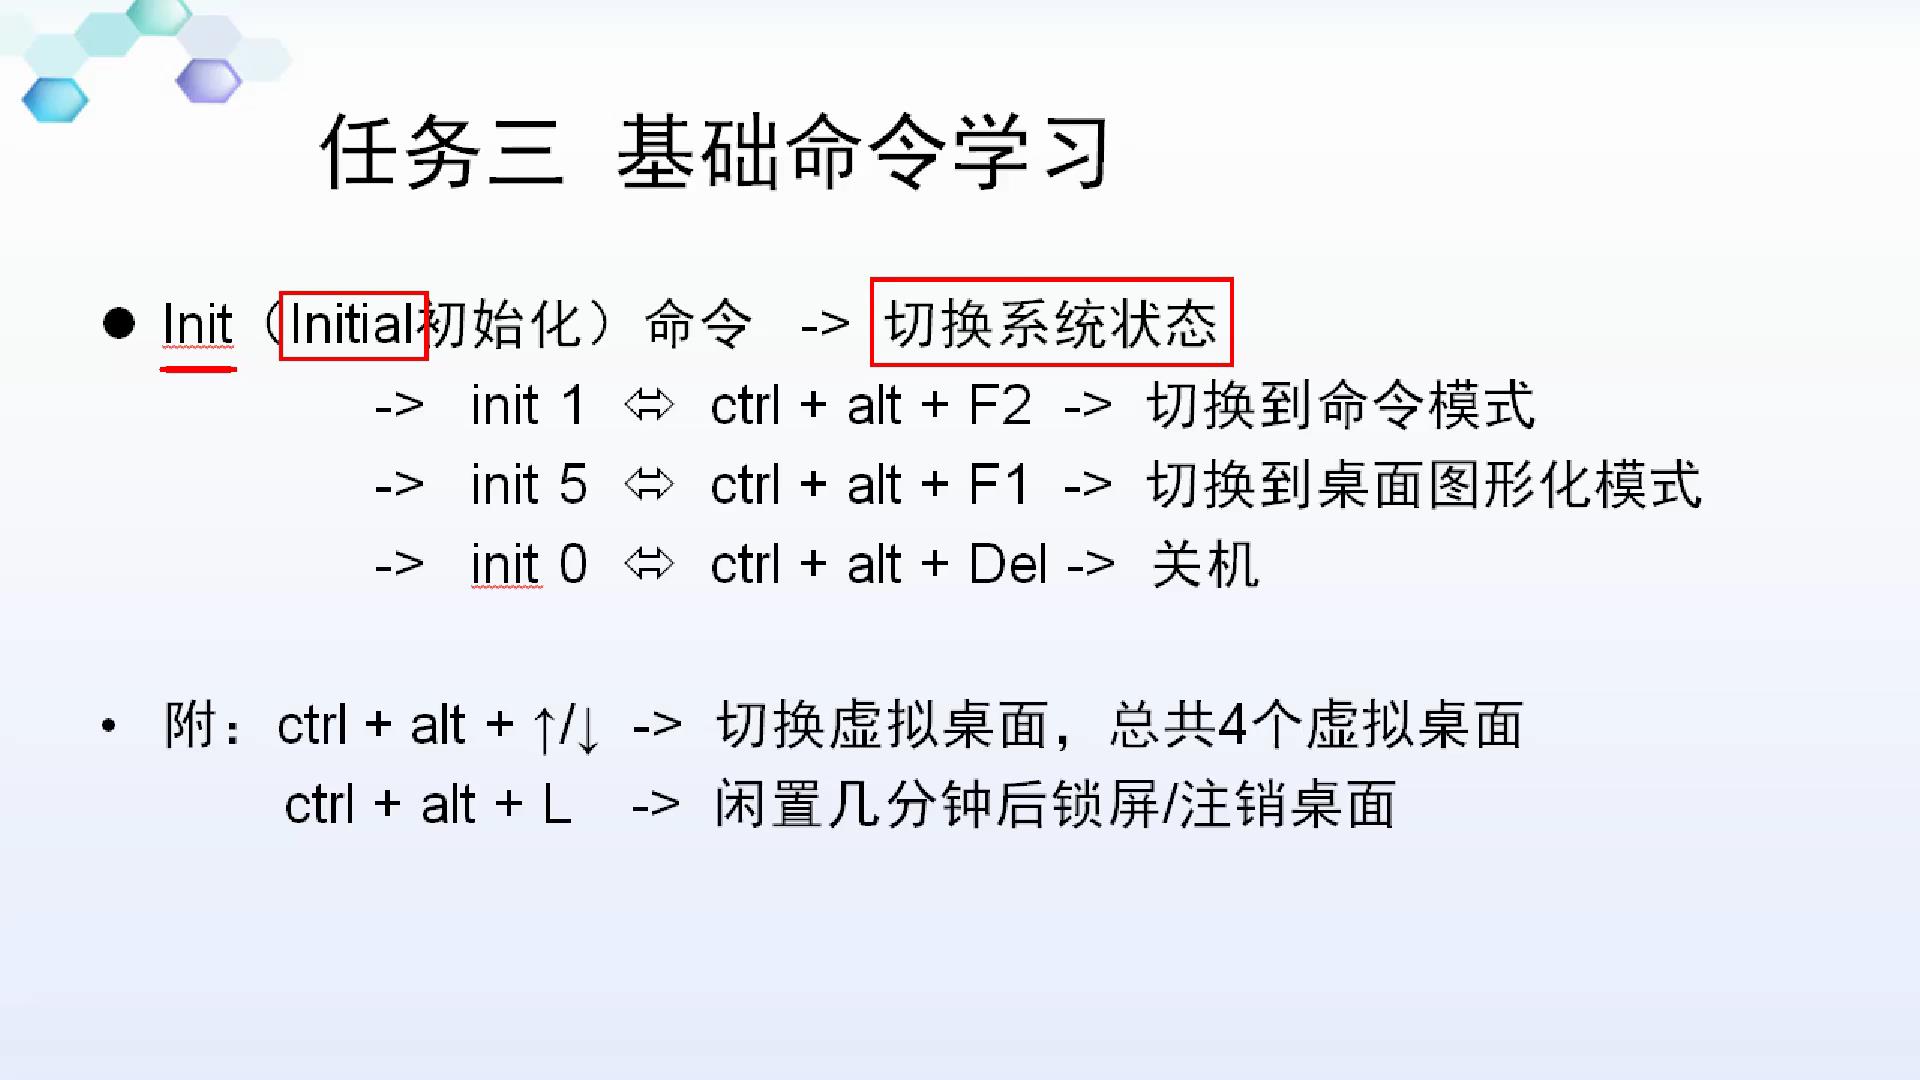 任务三 基础命令学习
● Init（Initial初始化）命令 -> 切换系统状态
-> init 1 ⬄ ctrl + alt + F2 -> 切换到命令模式
-> init 5 ⬄ ctrl + alt + F1 -> 切换到桌面图形化模式
-> init 0 ⬄ ctrl + alt + Del -> 关机
• 附：ctrl + alt + ↑/↓ -> 切换虚拟桌面，总共4个虚拟桌面
ctrl + alt + L -> 闲置几分钟后锁屏/注销桌面